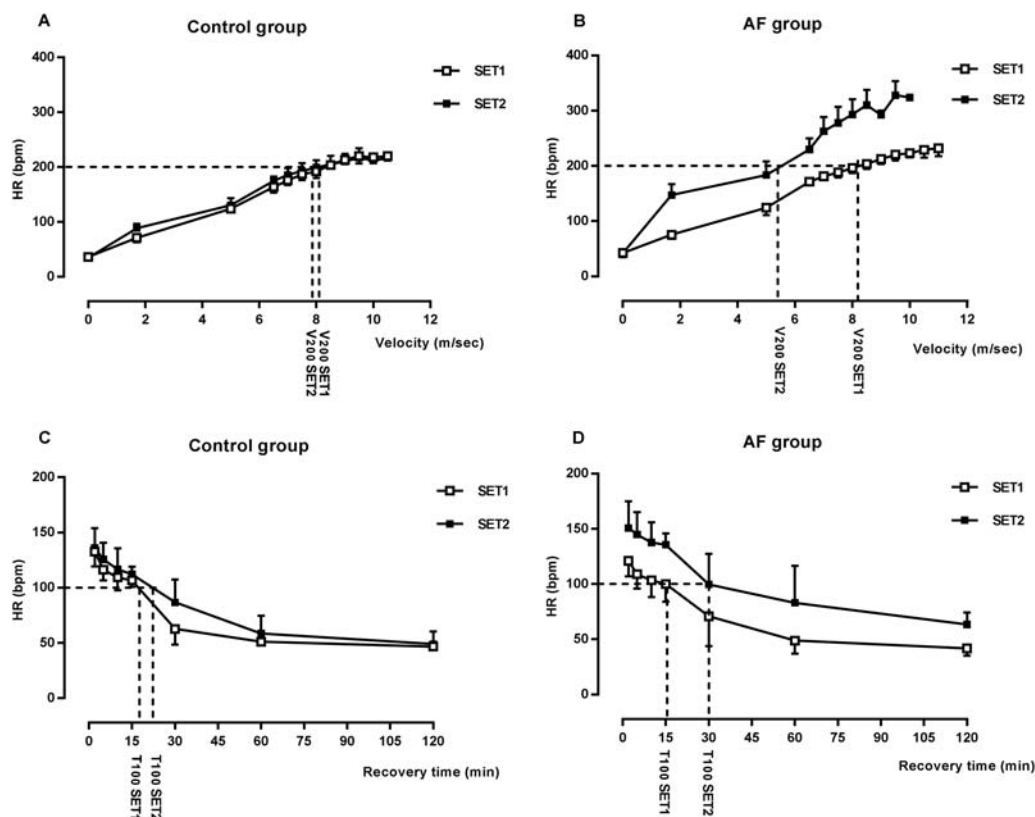 A
Control group
400
300
200
100
0
HR (bpm)
SET1
SET2
0 2 4 6 8 10 12
Velocity (m/sec)
V200 SET1
V200 SET2
B
AF group
400
300
200
100
0
HR (bpm)
SET1
SET2
0 2 4 6 8 10 12
Velocity (m/sec)
V200 SET2
V200 SET1
C
Control group
200
150
100
50
0
HR (bpm)
SET1
SET2
0 15 30 45 60 75 90 105 120
Recovery time (min)
T100 SET1
T100 SET2
D
AF group
200
150
100
50
0
HR (bpm)
SET1
SET2
0 15 30 45 60 75 90 105 120
Recovery time (min)
T100 SET1
T100 SET2